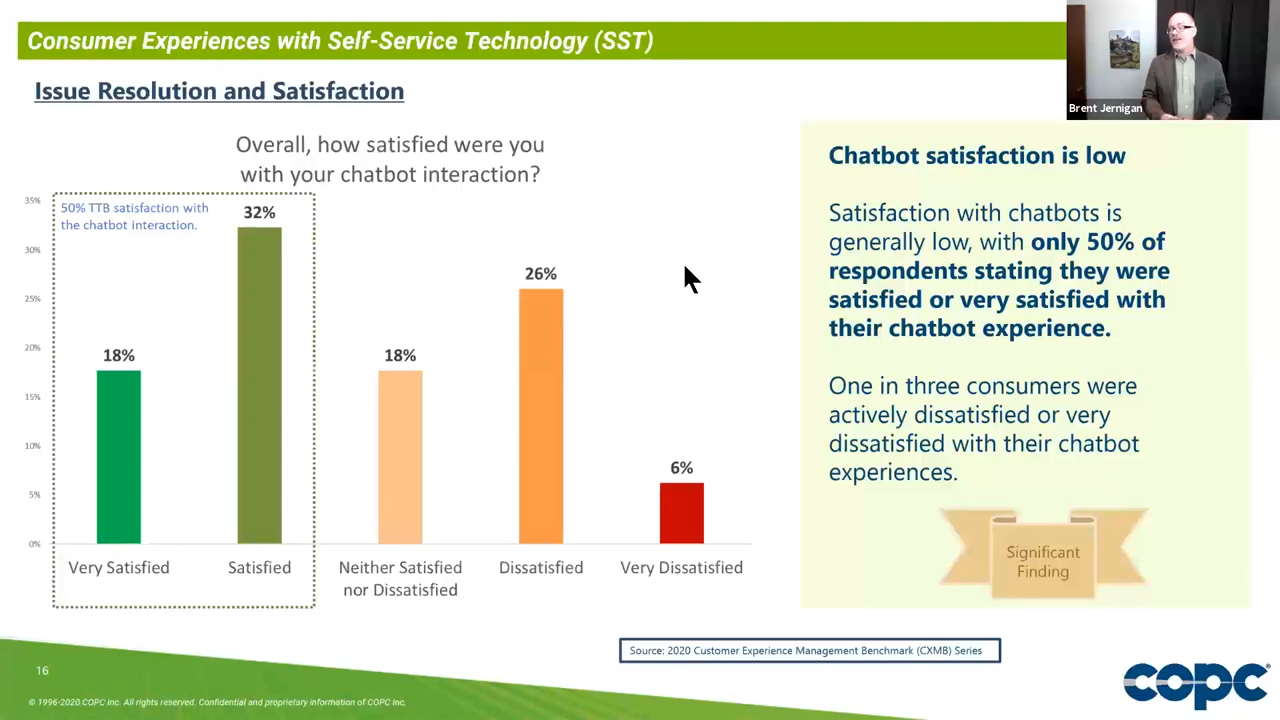 Consumer Experiences with Self-Service Technology (SST)
Brent Jernigan
Issue Resolution and Satisfaction
Overall, how satisfied were you
with your chatbot interaction?
50% TTB satisfaction with
the chatbot interaction.
35%
30%
25%
20%
15%
10%
5%
0%
18%
32%
18%
26%
6%
Very Satisfied
Satisfied
Neither Satisfied
nor Dissatisfied
Dissatisfied
Very Dissatisfied
Chatbot satisfaction is low
Satisfaction with chatbots is
generally low, with only 50% of
respondents stating they were
satisfied or very satisfied with
their chatbot experience.
One in three consumers were
actively dissatisfied or very
dissatisfied with their chatbot
experiences.
Significant
Finding
Source: 2020 Customer Experience Management Benchmark (CXMB) Series
16
© 1996-2020 COPC Inc. All rights reserved. Confidential and proprietary information of COPC Inc.
copc®